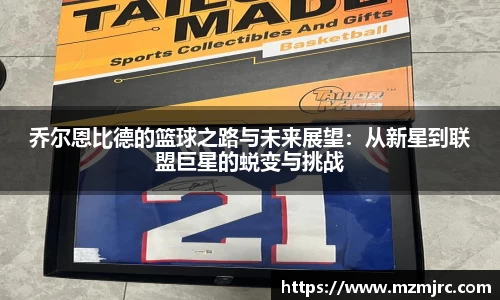 TAILOR
MADE
Sports Collectibles And Gifts
Basketball
乔尔恩比德的篮球之路与未来展望：从新星到联
盟巨星的蜕变与挑战
21
https://www.mzmjrc.com